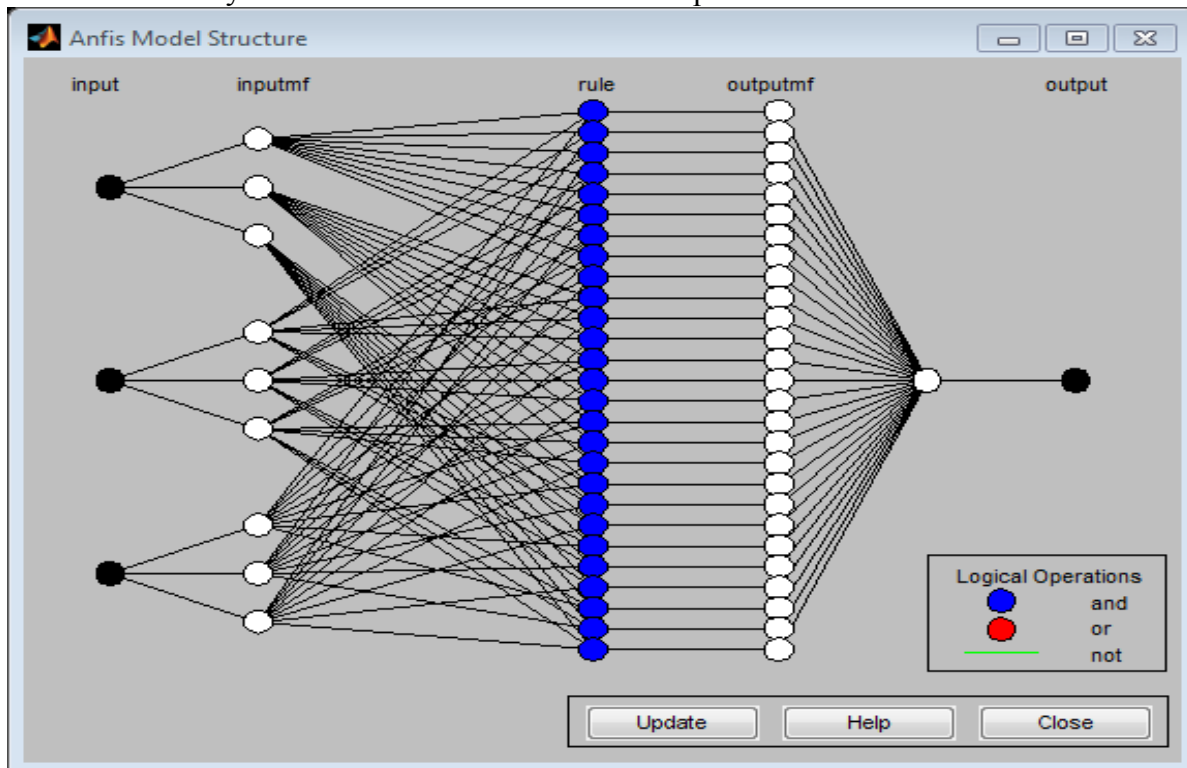 Anfis Model Structure
input inputmf rule outputmf output
Logical Operations
and
or
not
Update Help Close